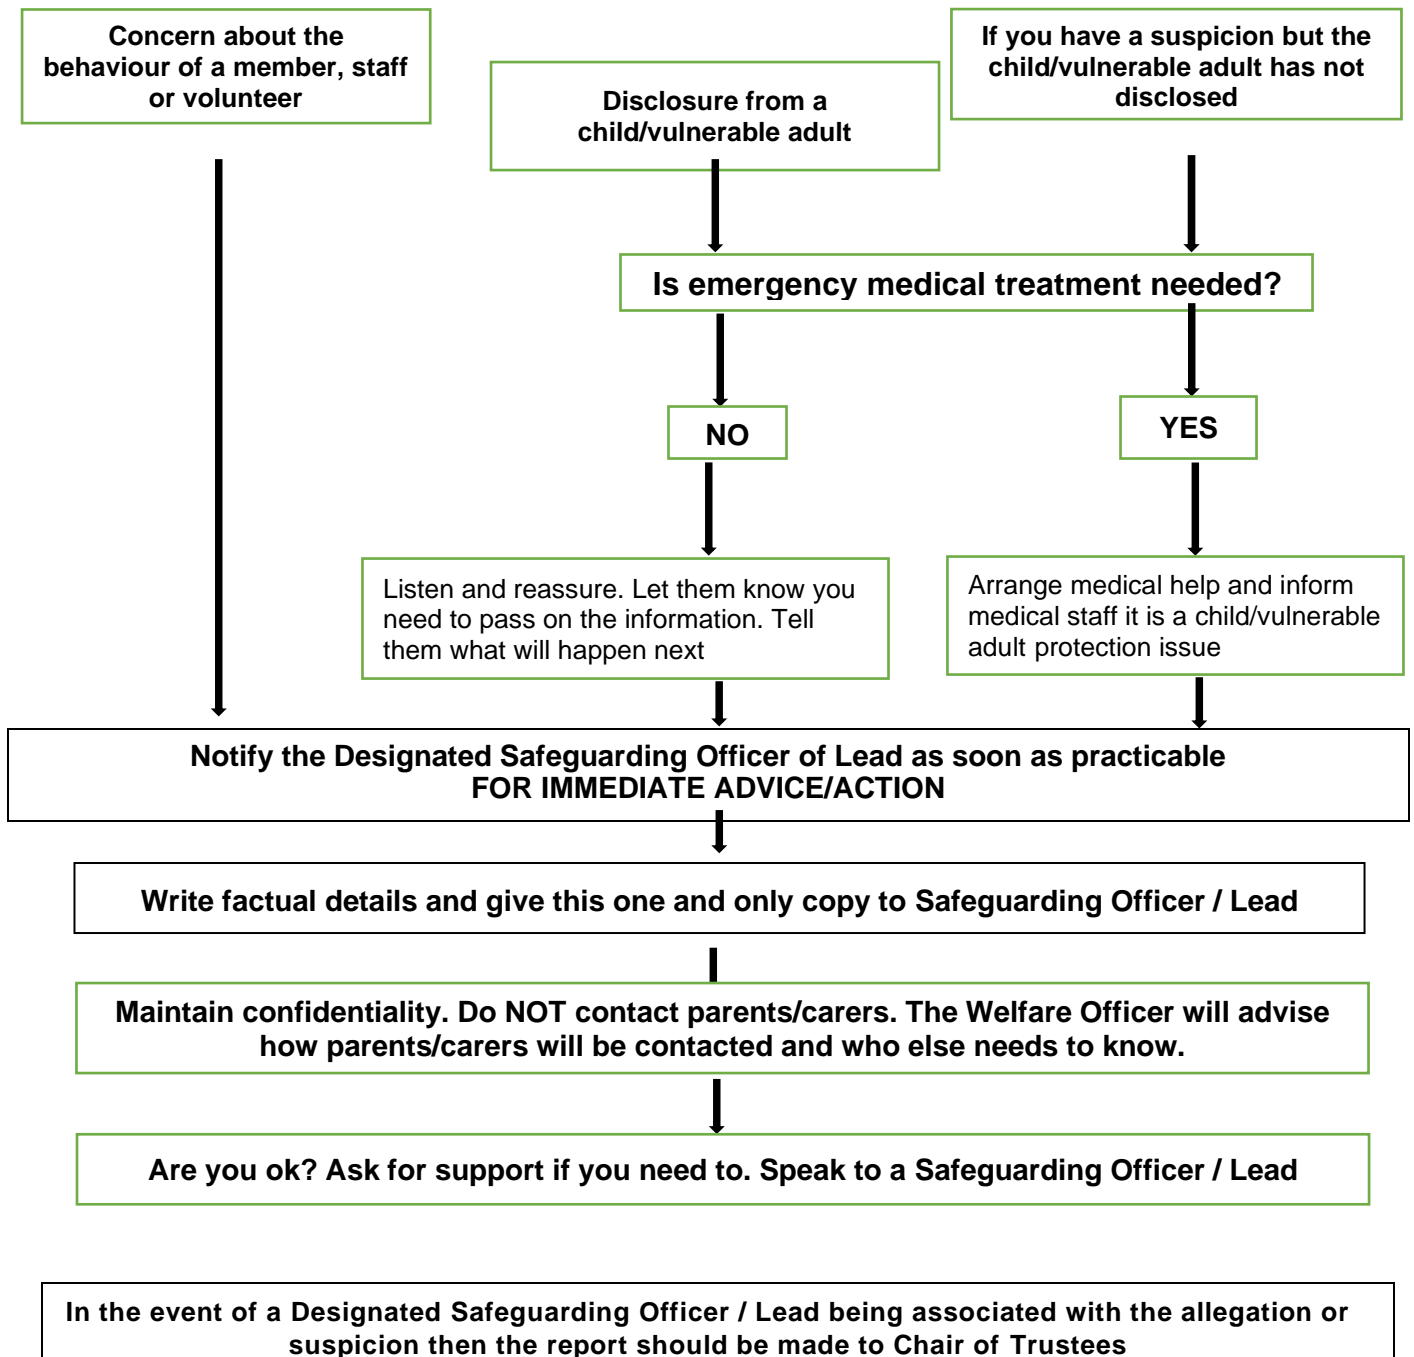 Concern about the
behaviour of a member, staff
or volunteer
Disclosure from a
child/vulnerable adult
If you have a suspicion but the
child/vulnerable adult has not
disclosed
Is emergency medical treatment needed?
NO
YES
Listen and reassure. Let them know you
need to pass on the information. Tell
them what will happen next
Arrange medical help and inform
medical staff it is a child/vulnerable
adult protection issue
Notify the Designated Safeguarding Officer of Lead as soon as practicable
FOR IMMEDIATE ADVICE/ACTION
Write factual details and give this one and only copy to Safeguarding Officer / Lead
Maintain confidentiality. Do NOT contact parents/carers. The Welfare Officer will advise
how parents/carers will be contacted and who else needs to know.
Are you ok? Ask for support if you need to. Speak to a Safeguarding Officer / Lead
In the event of a Designated Safeguarding Officer / Lead being associated with the allegation or
suspicion then the report should be made to Chair of Trustees